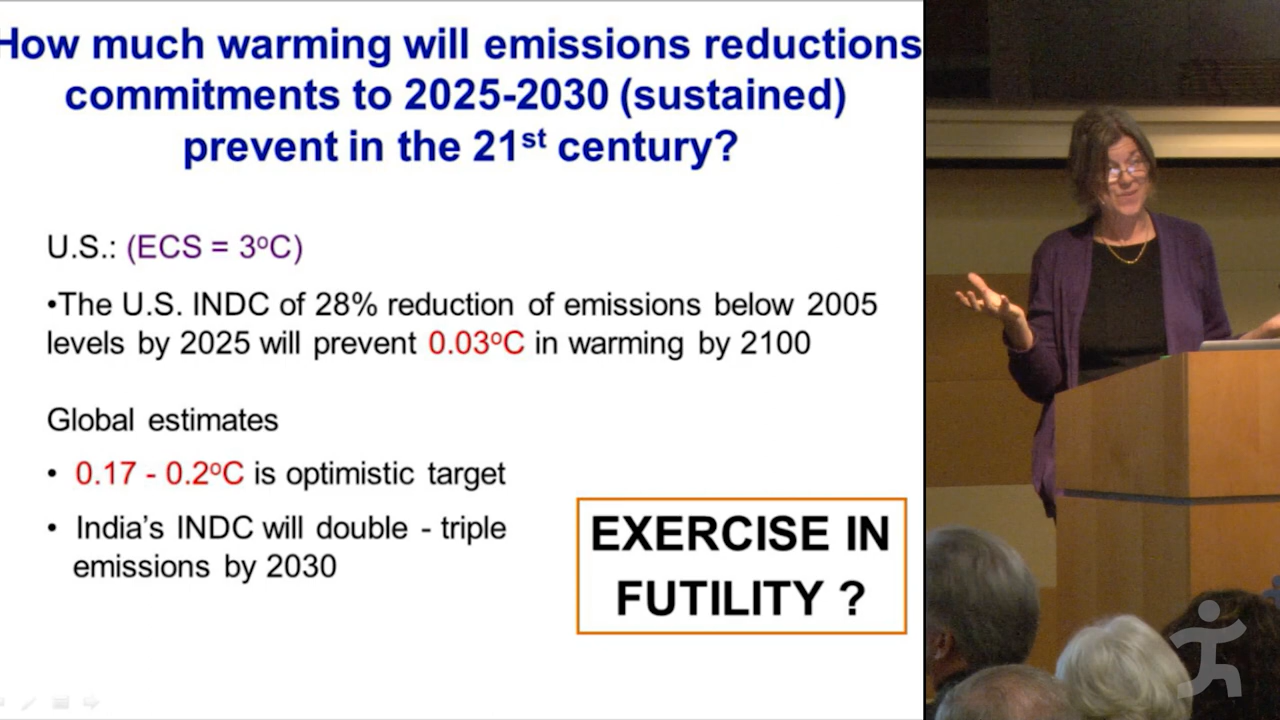 How much warming will emissions reductions
commitments to 2025-2030 (sustained)
prevent in the 21st century?
U.S.: (ECS = 3oC)
•The U.S. INDC of 28% reduction of emissions below 2005
levels by 2025 will prevent 0.03oC in warming by 2100
Global estimates
• 0.17 - 0.2oC is optimistic target
• India's INDC will double - triple
emissions by 2030
EXERCISE IN
FUTILITY ?